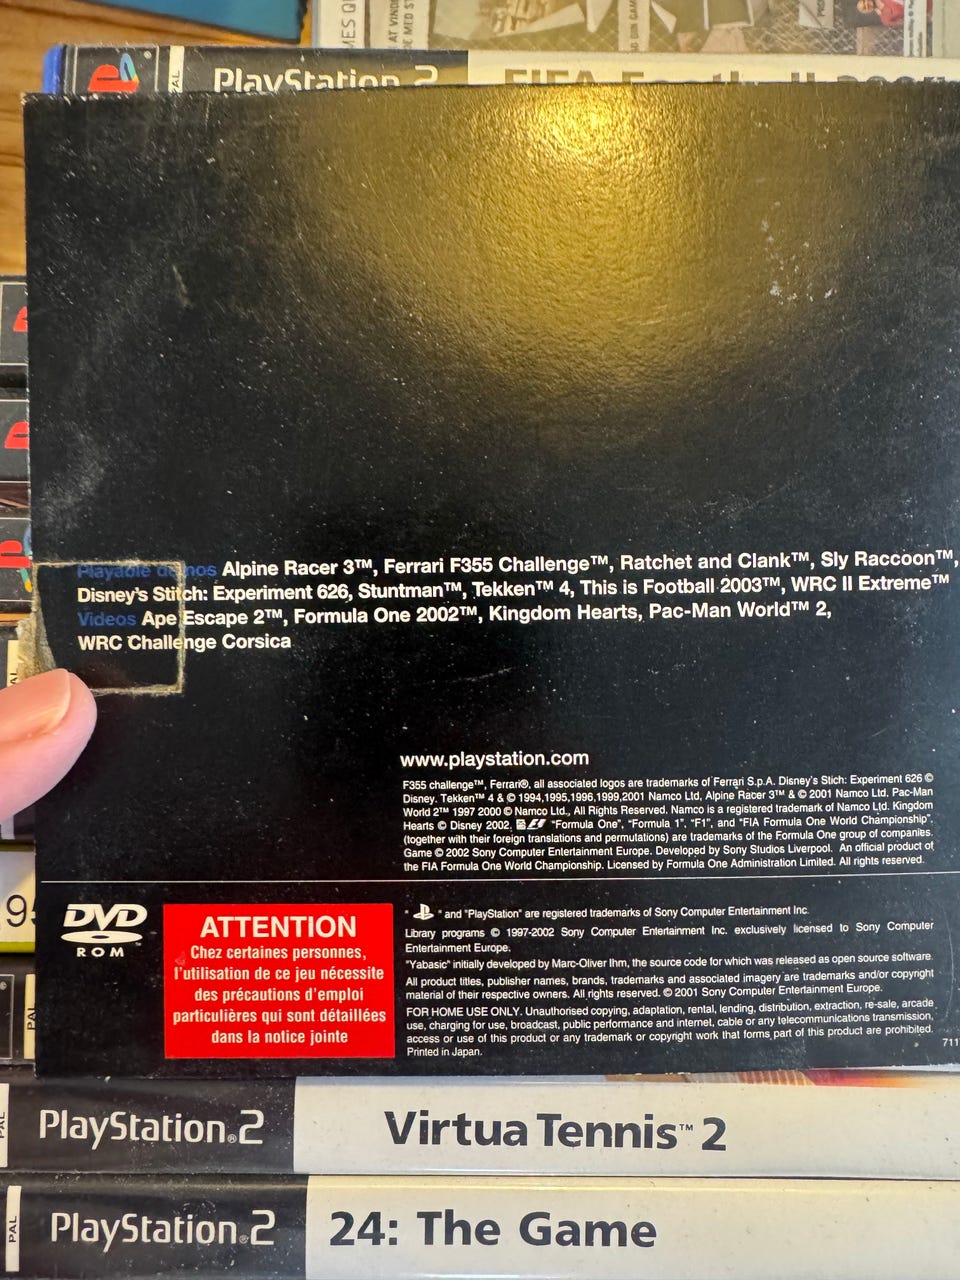 MES QU
AT VIND
E MED ST
PAL
PlayStation 2
FIFA Football
Playable demos Alpine Racer 3™, Ferrari F355 Challenge™, Ratchet and Clank™, Sly Raccoon™,
Disney's Stitch: Experiment 626, Stuntman™, Tekken™ 4, This is Football 2003™, WRC II Extreme™
Videos Ape Escape 2™, Formula One 2002™, Kingdom Hearts, Pac-Man World™ 2,
WRC Challenge Corsica
www.playstation.com
F355 challenge™, Ferrari®, all associated logos are trademarks of Ferrari S.p.A. Disney's Stich: Experiment 626 ©
Disney. Tekken™ 4 & © 1994,1995,1996,1999,2001 Namco Ltd, Alpine Racer 3™ & © 2001 Namco Ltd. Pac-Man
World 2™ 1997 2000 © Namco Ltd., All Rights Reserved. Namco is a registered trademark of Namco Ltd. Kingdom
Hearts © Disney 2002. F1 "Formula One", "Formula 1", "F1", and "FIA Formula One World Championship",
(together with their foreign translations and permutations) are trademarks of the Formula One group of companies.
Game © 2002 Sony Computer Entertainment Europe. Developed by Sony Studios Liverpool. An official product of
the FIA Formula One World Championship. Licensed by Formula One Administration Limited. All rights reserved.
DVD
ROM
ATTENTION
Chez certaines personnes,
l'utilisation de ce jeu nécessite
des précautions d'emploi
particulières qui sont détaillées
dans la notice jointe
" " and "PlayStation" are registered trademarks of Sony Computer Entertainment Inc.
Library programs © 1997-2002 Sony Computer Entertainment Inc. exclusively licensed to Sony Computer
Entertainment Europe.
"Yabasic" initially developed by Marc-Oliver Ihm, the source code for which was released as open source software.
All product titles, publisher names, brands, trademarks and associated imagery are trademarks and/or copyright
material of their respective owners. All rights reserved. © 2001 Sony Computer Entertainment Europe.
FOR HOME USE ONLY. Unauthorised copying, adaptation, rental, lending, distribution, extraction, re-sale, arcade
use, charging for use, broadcast, public performance and internet, cable or any telecommunications transmission,
access or use of this product or any trademark or copyright work that forms part of this product are prohibited.
Printed in Japan.
711
PAL
PlayStation®2
Virtua Tennis™ 2
PAL
PlayStation®2
24: The Game